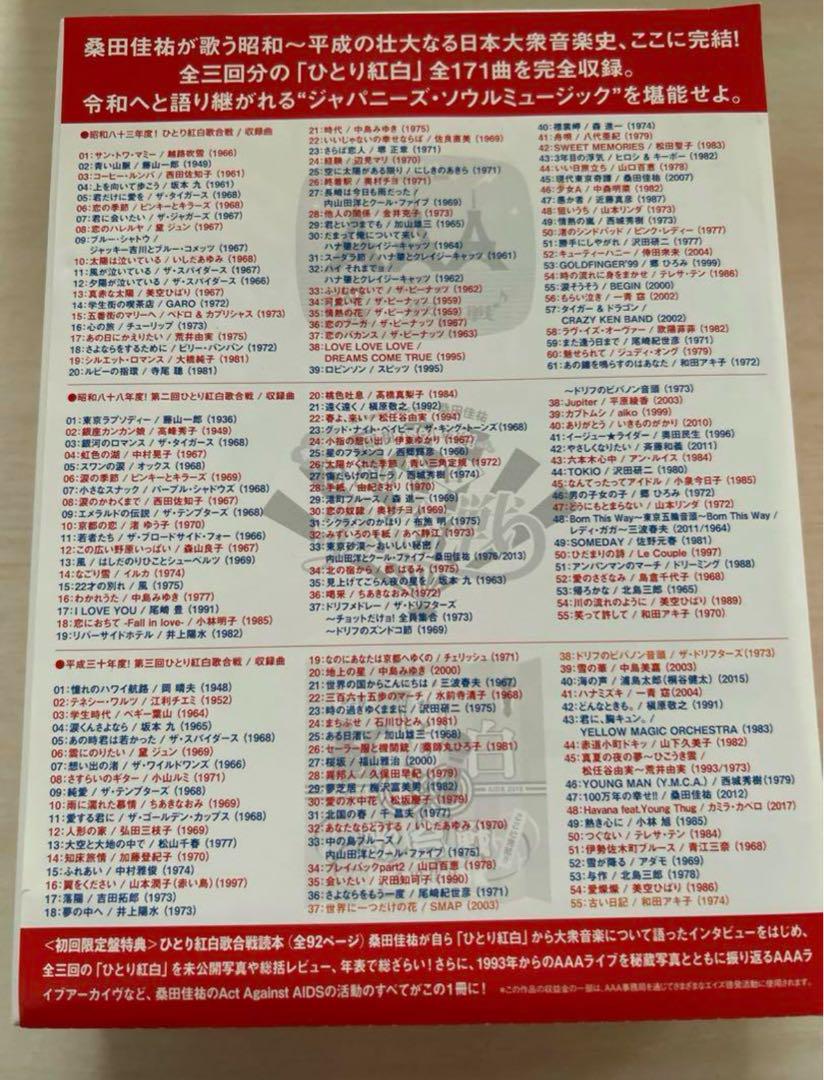 桑田佳祐が歌う昭和〜平成の壮大なる日本大衆音楽史、ここに完結!
全三回分の「ひとり紅白」全171曲を完全収録。
令和へと語り継がれる“ジャパニーズ・ソウルミュージック”を堪能せよ。
●昭和八十三年度! ひとり紅白歌合戦 / 収録曲
01:サン・トワ・マミー / 越路吹雪 (1966)
02:青い山脈 / 藤山一郎 (1949)
03:コーヒー・ルンバ / 西田佐知子 (1961)
04:上を向いて歩こう / 坂本 九 (1961)
05:君だけに愛を / ザ・タイガース (1968)
06:恋の季節 / ピンキーとキラーズ (1968)
07:君に会いたい / ザ・ジャガーズ (1967)
08:恋のハレルヤ / 黛 ジュン (1967)
09:ブルー・シャトウ /
ジャッキー吉川とブルー・コメッツ (1967)
10:太陽は泣いている / いしだあゆみ (1968)
11:風が泣いている / ザ・スパイダース (1967)
12:夕陽が泣いている / ザ・スパイダース (1966)
13:真赤な太陽 / 美空ひばり (1967)
14:学生街の喫茶店 / GARO (1972)
15:五番街のマリーへ / ペドロ & カプリシャス (1973)
16:心の旅 / チューリップ (1973)
17:あの日にかえりたい / 荒井由実 (1975)
18:さよならをするために / ビリー・バンバン (1972)
19:シルエット・ロマンス / 大橋純子 (1981)
20:ルビーの指環 / 寺尾 聰 (1981)
21:時代 / 中島みゆき (1975)
22:いいじゃないの幸せならば / 佐良直美 (1969)
23:さらば恋人 / 堺 正章 (1971)
24:経験 / 辺見マリ (1970)
25:空に太陽がある限り / にしきのあきら (1971)
26:終着駅 / 奥村チヨ (1971)
27:長崎は今日も雨だった /
内山田洋とクール・ファイブ (1969)
28:他人の関係 / 金井克子 (1973)
29:君といつまでも / 加山雄三 (1965)
30:だまって俺について来い /
ハナ肇とクレイジーキャッツ (1964)
31:スーダラ節 / ハナ肇とクレイジーキャッツ (1961)
32:ハイ それまでョ /
ハナ肇とクレイジーキャッツ (1962)
33:ふりむかないで / ザ・ピーナッツ (1962)
34:可愛い花 / ザ・ピーナッツ (1959)
35:情熱の花 / ザ・ピーナッツ (1959)
36:恋のフーガ / ザ・ピーナッツ (1967)
37:恋のバカンス / ザ・ピーナッツ (1963)
38:LOVE LOVE LOVE /
DREAMS COME TRUE (1995)
39:ロビンソン / スピッツ (1995)
40:襟裳岬 / 森 進一 (1974)
41:舟唄 / 八代亜紀 (1979)
42:SWEET MEMORIES / 松田聖子 (1983)
43:3年目の浮気 / ヒロシ & キーボー (1982)
44:いい日旅立ち / 山口百恵 (1978)
45:現代東京奇譚 / 桑田佳祐 (2007)
46:少女A / 中森明菜 (1982)
47:愚か者 / 近藤真彦 (1987)
48:狙いうち / 山本リンダ (1973)
49:情熱の嵐 / 西城秀樹 (1973)
50:渚のシンドバッド / ピンク・レディー (1977)
51:勝手にしやがれ / 沢田研二 (1977)
52:キューティーハニー / 倖田來未 (2004)
53:GOLDFINGER'99 / 郷 ひろみ (1999)
54:時の流れに身をまかせ / テレサ・テン (1986)
55:涙そうそう / BEGIN (2000)
56:もらい泣き / 一青 窈 (2002)
57:タイガー & ドラゴン /
CRAZY KEN BAND (2002)
58:ラヴ・イズ・オーヴァー / 欧陽菲菲 (1982)
59:また逢う日まで / 尾崎紀世彦 (1971)
60:魅せられて / ジュディ・オング (1979)
61:あの鐘を鳴らすのはあなた / 和田アキ子 (1972)
●昭和八十八年度! 第二回ひとり紅白歌合戦 / 収録曲
01:東京ラプソディー / 藤山一郎 (1936)
02:銀座カンカン娘 / 高峰秀子 (1949)
03:銀河のロマンス / ザ・タイガース (1968)
04:虹色の湖 / 中村晃子 (1967)
05:スワンの涙 / オックス (1968)
06:涙の季節 / ピンキーとキラーズ (1969)
07:小さなスナック / パープル・シャドウズ (1968)
08:涙のかわくまで / 西田佐知子 (1967)
09:エメラルドの伝説 / ザ・テンプターズ (1968)
10:京都の恋 / 渚 ゆう子 (1970)
11:若者たち / ザ・ブロードサイド・フォー (1966)
12:この広い野原いっぱい / 森山良子 (1967)
13:風 / はしだのりひことシューベルツ (1969)
14:なごり雪 / イルカ (1974)
15:22才の別れ / 風 (1975)
16:わかれうた / 中島みゆき (1977)
17:I LOVE YOU / 尾崎 豊 (1991)
18:恋におちて -Fall in love- / 小林明子 (1985)
19:リバーサイドホテル / 井上陽水 (1982)
20:桃色吐息 / 高橋真梨子 (1984)
21:遠く遠く / 槇原敬之 (1992)
22:春よ、来い / 松任谷由実 (1994)
23:グッド・ナイト・ベイビー / ザ・キング・トーンズ (1968)
24:小指の想い出 / 伊東ゆかり (1967)
25:星のフラメンコ / 西郷輝彦 (1966)
26:太陽がくれた季節 / 青い三角定規 (1972)
27:傷だらけのローラ / 西城秀樹 (1974)
28:手紙 / 由紀さおり (1970)
29:港町ブルース / 森 進一 (1969)
30:恋の奴隷 / 奥村チヨ (1969)
31:シクラメンのかほり / 布施 明 (1975)
32:みずいろの手紙 / あべ静江 (1973)
33:東京砂漠〜おいしい秘密 /
内山田洋とクール・ファイブ〜桑田佳祐 (1976/2013)
34:北の宿から / 都 はるみ (1975)
35:見上げてごらん夜の星を / 坂本 九 (1963)
36:喝采 / ちあきなおみ (1972)
37:ドリフメドレー / ザ・ドリフターズ
〜チョットだけョ! 全員集合 (1973)
〜ドリフのズンドコ節 (1969)
〜ドリフのビバノン音頭 (1973)
38:Jupiter / 平原綾香 (2003)
39:カブトムシ / aiko (1999)
40:ありがとう / いきものがかり (2010)
41:イージュー★ライダー / 奥田民生 (1996)
42:やさしくなりたい / 斉藤和義 (2011)
43:六本木心中 / アン・ルイス (1984)
44:TOKIO / 沢田研二 (1980)
45:なんてったってアイドル / 小泉今日子 (1985)
46:男の子女の子 / 郷 ひろみ (1972)
47:どうにもとまらない / 山本リンダ (1972)
48:Born This Way〜東京五輪音頭〜Born This Way /
レディ・ガガ〜三波春夫 (2011/1964)
49:SOMEDAY / 佐野元春 (1981)
50:ひだまりの詩 / Le Couple (1997)
51:アンパンマンのマーチ / ドリーミング (1988)
52:愛のさざなみ / 島倉千代子 (1968)
53:帰ろかな / 北島三郎 (1965)
54:川の流れのように / 美空ひばり (1989)
55:笑って許して / 和田アキ子 (1970)
●平成三十年度! 第三回ひとり紅白歌合戦 / 収録曲
01:憧れのハワイ航路 / 岡 晴夫 (1948)
02:テネシー・ワルツ / 江利チエミ (1952)
03:学生時代 / ペギー葉山 (1964)
04:涙くんさよなら / 坂本 九 (1965)
05:あの時君は若かった / ザ・スパイダース (1968)
06:雲にのりたい / 黛 ジュン (1969)
07:想い出の渚 / ザ・ワイルドワンズ (1966)
08:さすらいのギター / 小山ルミ (1971)
09:純愛 / ザ・テンプターズ (1968)
10:雨に濡れた慕情 / ちあきなおみ (1969)
11:愛する君に / ザ・ゴールデン・カップス (1968)
12:人形の家 / 弘田三枝子 (1969)
13:大空と大地の中で / 松山千春 (1977)
14:知床旅情 / 加藤登紀子 (1970)
15:ふれあい / 中村雅俊 (1974)
16:翼をください / 山本潤子(赤い鳥) (1997)
17:落陽 / 吉田拓郎 (1973)
18:夢の中へ / 井上陽水 (1973)
19:なのにあなたは京都へゆくの / チェリッシュ (1971)
20:地上の星 / 中島みゆき (2000)
21:世界の国からこんにちは / 三波春夫 (1967)
22:三百六十五歩のマーチ / 水前寺清子 (1968)
23:時の過ぎゆくままに / 沢田研二 (1975)
24:まちぶせ / 石川ひとみ (1981)
25:ある日渚に / 加山雄三 (1968)
26:セーラー服と機関銃 / 薬師丸ひろ子 (1981)
27:桜坂 / 福山雅治 (2000)
28:異邦人 / 久保田早紀 (1979)
29:夢芝居 / 梅沢富美男 (1982)
30:愛の水中花 / 松坂慶子 (1979)
31:北国の春 / 千 昌夫 (1977)
32:あなたならどうする / いしだあゆみ (1970)
33:中の島ブルース /
内山田洋とクール・ファイブ (1975)
34:プレイバックpart2 / 山口百恵 (1978)
35:会いたい / 沢田知可子 (1990)
36:さよならをもう一度 / 尾崎紀世彦 (1971)
37:世界に一つだけの花 / SMAP (2003)
38:ドリフのビバノン音頭 / ザ・ドリフターズ (1973)
39:雪の華 / 中島美嘉 (2003)
40:海の声 / 浦島太郎(桐谷健太) (2015)
41:ハナミズキ / 一青 窈 (2004)
42:どんなときも。 / 槇原敬之 (1991)
43:君に、胸キュン。 /
YELLOW MAGIC ORCHESTRA (1983)
44:赤道小町ドキッ / 山下久美子 (1982)
45:真夏の夜の夢〜ひこうき雲 /
松任谷由実〜荒井由実 (1993/1973)
46:YOUNG MAN (Y.M.C.A.) / 西城秀樹 (1979)
47:100万年の幸せ!! / 桑田佳祐 (2012)
48:Havana feat.Young Thug / カミラ・カベロ (2017)
49:熱き心に / 小林 旭 (1985)
50:つぐない / テレサ・テン (1984)
51:伊勢佐木町ブルース / 青江三奈 (1968)
52:雪が降る / アダモ (1969)
53:与作 / 北島三郎 (1978)
54:愛燦燦 / 美空ひばり (1986)
55:古い日記 / 和田アキ子 (1974)
<初回限定盤特典> ひとり紅白歌合戦読本 (全92ページ) 桑田佳祐が自ら「ひとり紅白」から大衆音楽について語ったインタビューをはじめ、
全三回の「ひとり紅白」を未公開写真や総括レビュー、年表で総ざらい! さらに、1993年からのAAAライブを秘蔵写真とともに振り返るAAAラ
イブアーカイヴなど、桑田佳祐のAct Against AIDSの活動のすべてがこの1冊に! *この作品の収益金の一部は、AAA事務局を通じてさまざまなエイズ啓発活動に使用されます。